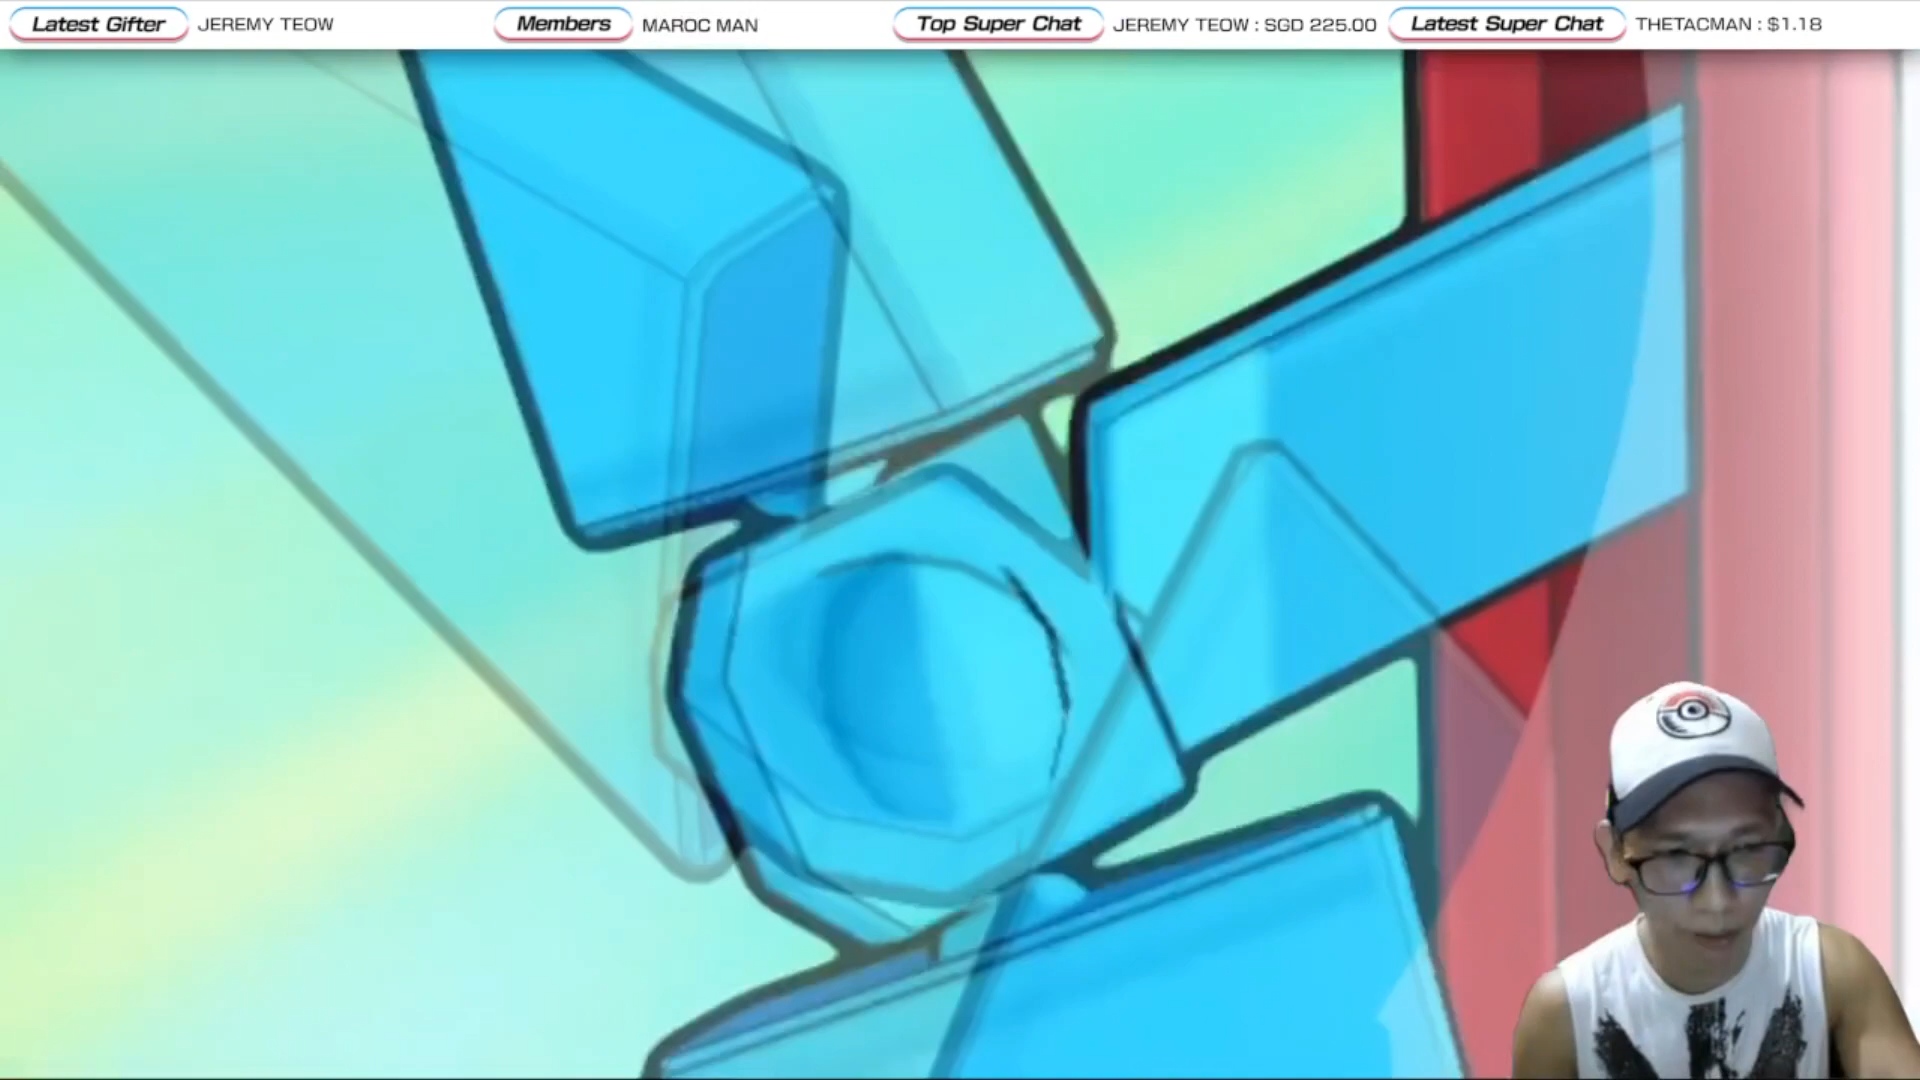 Latest Gifter JEREMY TEOW Members MAROC MAN Top Super Chat JEREMY TEOW : SGD 225.00 Latest Super Chat THETACMAN : $1.18